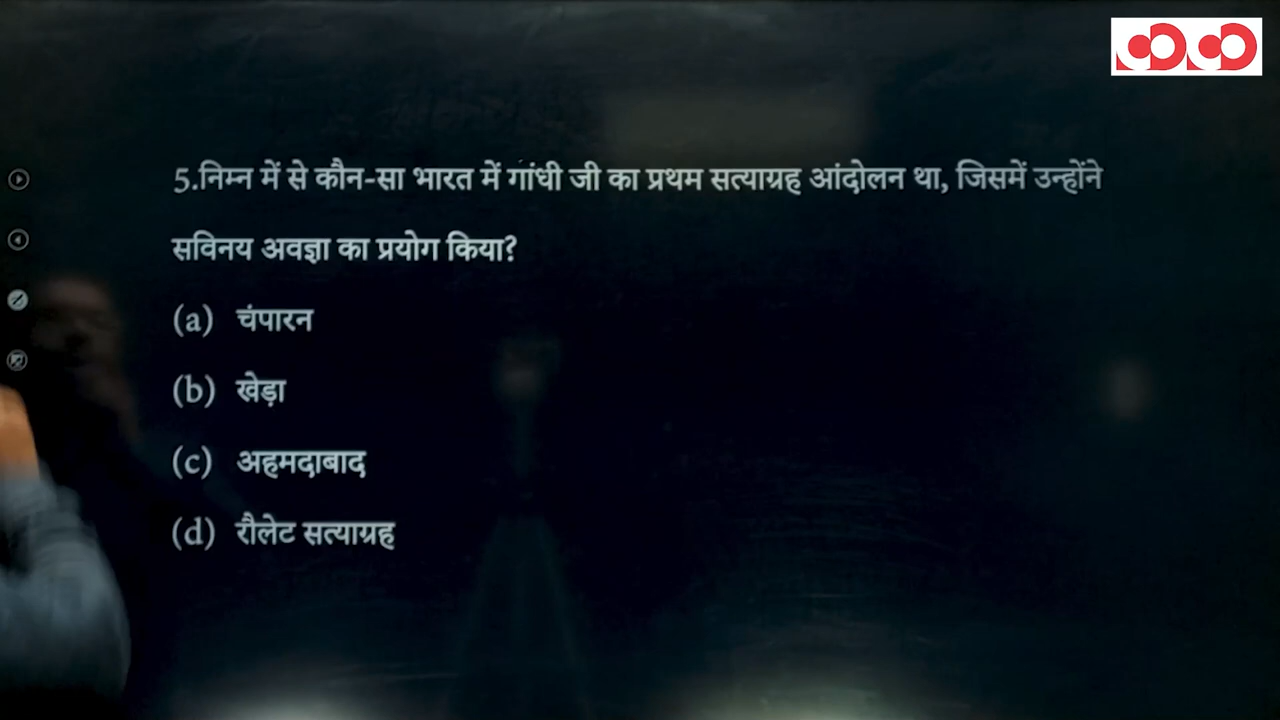 5.निम्न में से कौन-सा भारत में गांधी जी का प्रथम सत्याग्रह आंदोलन था, जिसमें उन्होंने
सविनय अवज्ञा का प्रयोग किया?
(a) चंपारन
(b) खेड़ा
(c) अहमदाबाद
(d) रौलेट सत्याग्रह